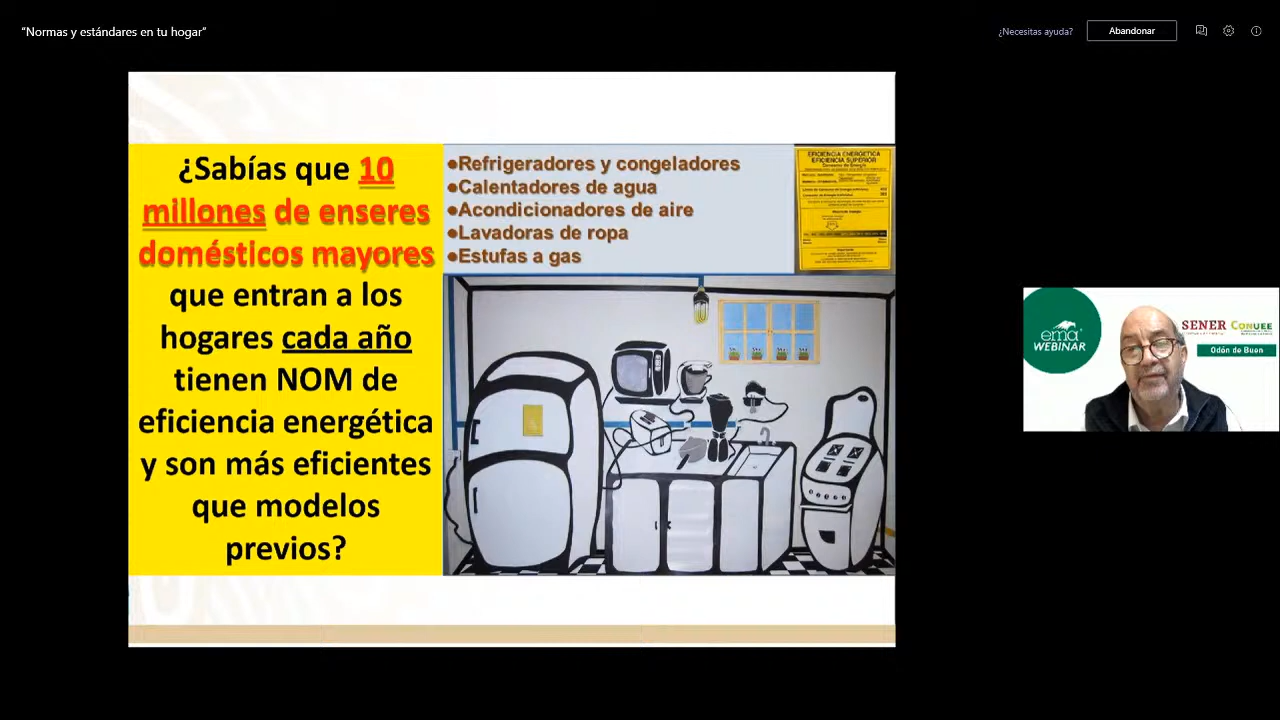 “Normas y estándares en tu hogar”
¿Necesitas ayuda?
Abandonar
¿Sabías que 10
millones de enseres
domésticos mayores
que entran a los
hogares cada año
tienen NOM de
eficiencia energética
y son más eficientes
que modelos
previos?
•Refrigeradores y congeladores
•Calentadores de agua
•Acondicionadores de aire
•Lavadoras de ropa
•Estufas a gas
EFICIENCIA ENERGÉTICA
ema
WEBINAR
SENER
CONUEE
Odón de Buen